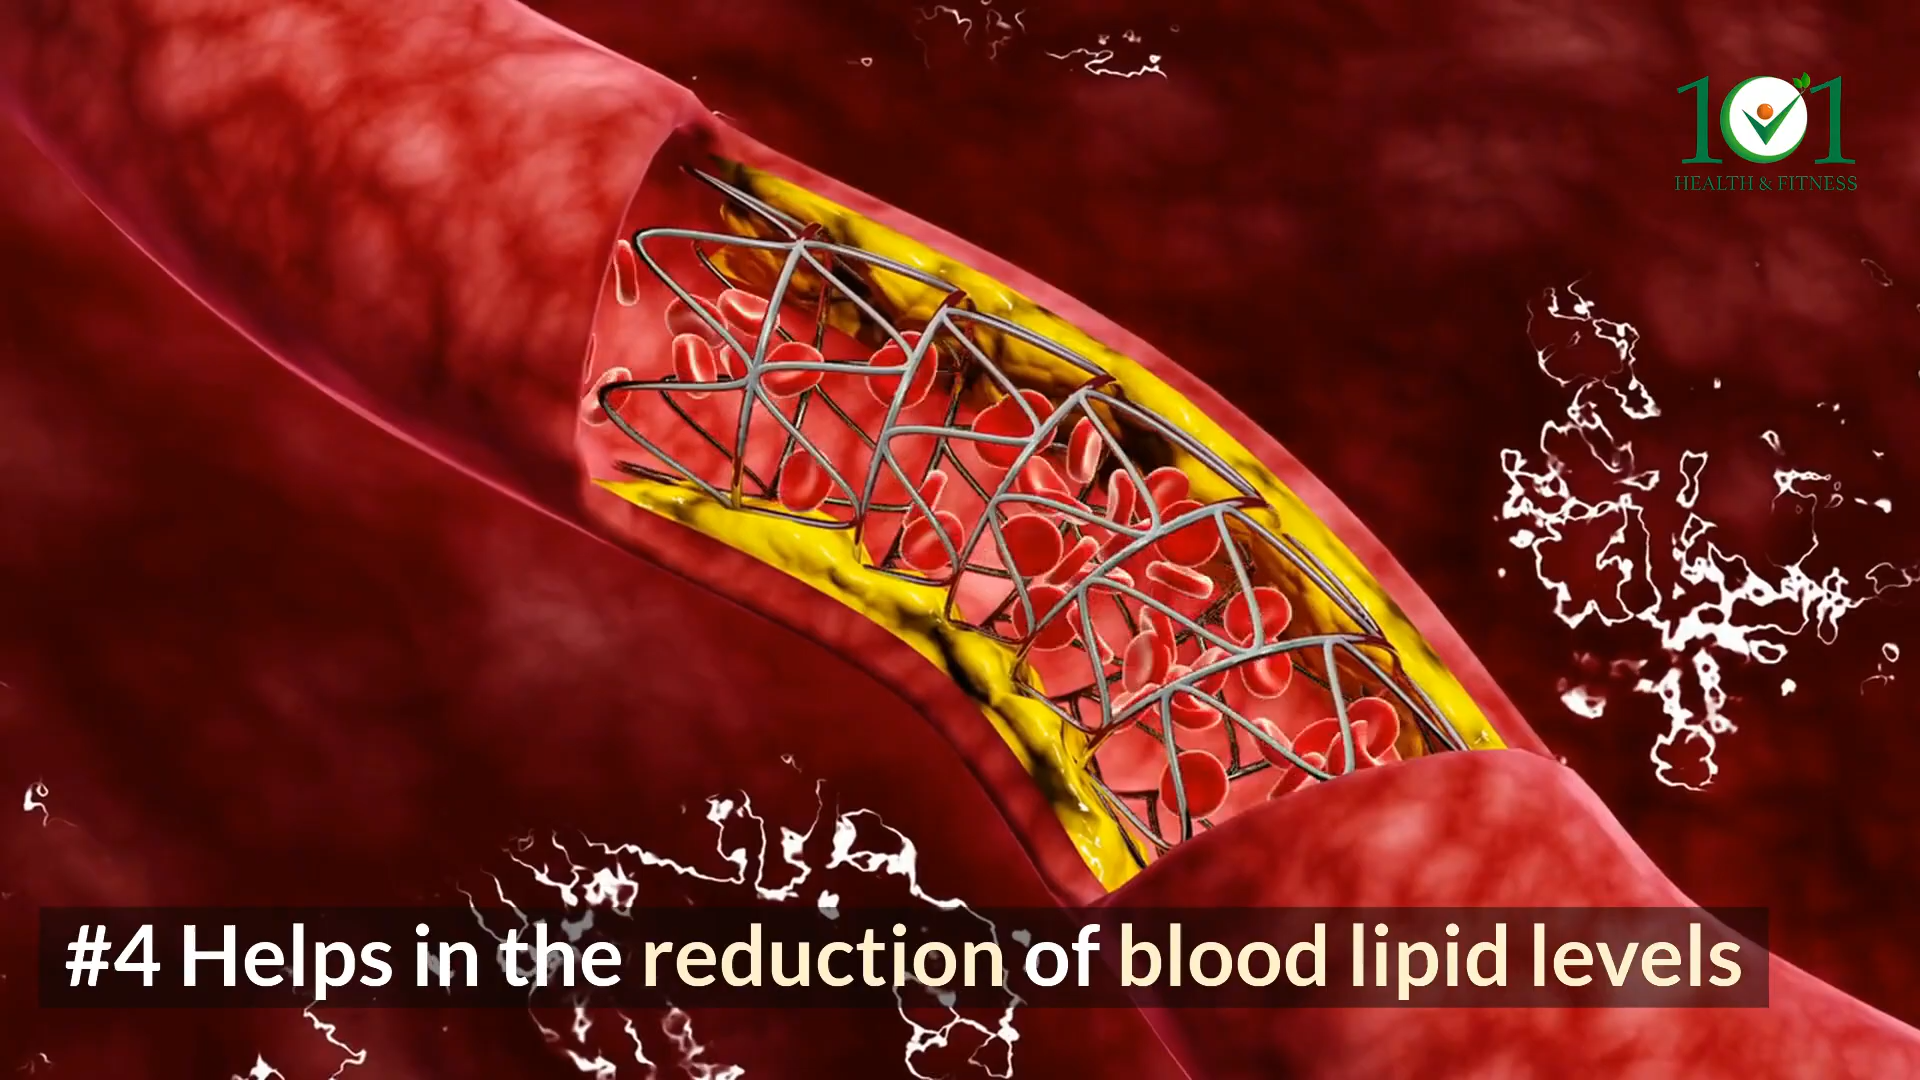 101
HEALTH & FITNESS
#4 Helps in the reduction of blood lipid levels